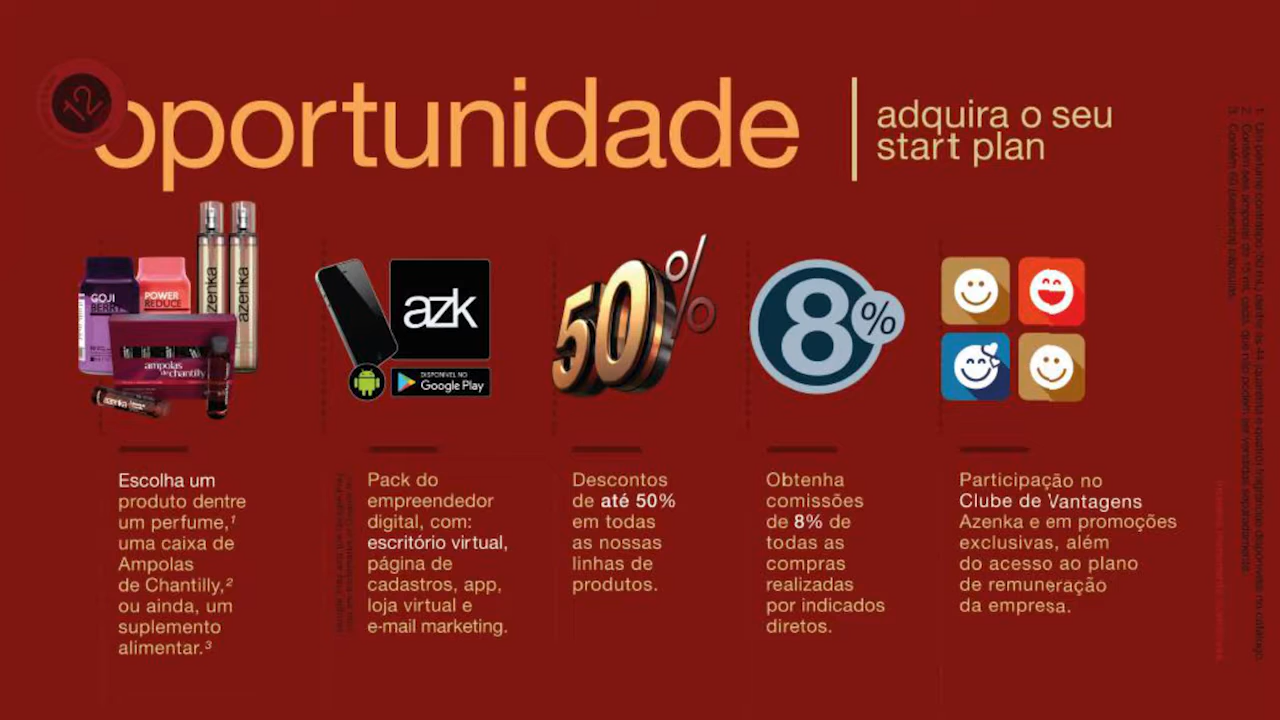 12
oportunidade
adquira o seu
start plan
GOJI
BERRY
POWER
REDUCE
azenka
azenka
ampolas
de chantilly
azenka
azk
DISPONÍVEL NO
Google Play
50%
8%
Escolha um
produto dentre
um perfume,¹
uma caixa de
Ampolas
de Chantilly,²
ou ainda, um
suplemento
alimentar.³
Pack do
empreendedor
digital, com:
escritório virtual,
página de
cadastros, app,
loja virtual e
e-mail marketing.
Descontos
de até 50%
em todas
as nossas
linhas de
produtos.
Obtenha
comissões
de 8% de
todas as
compras
realizadas
por indicados
diretos.
Participação no
Clube de Vantagens
Azenka e em promoções
exclusivas, além
do acesso ao plano
de remuneração
da empresa.